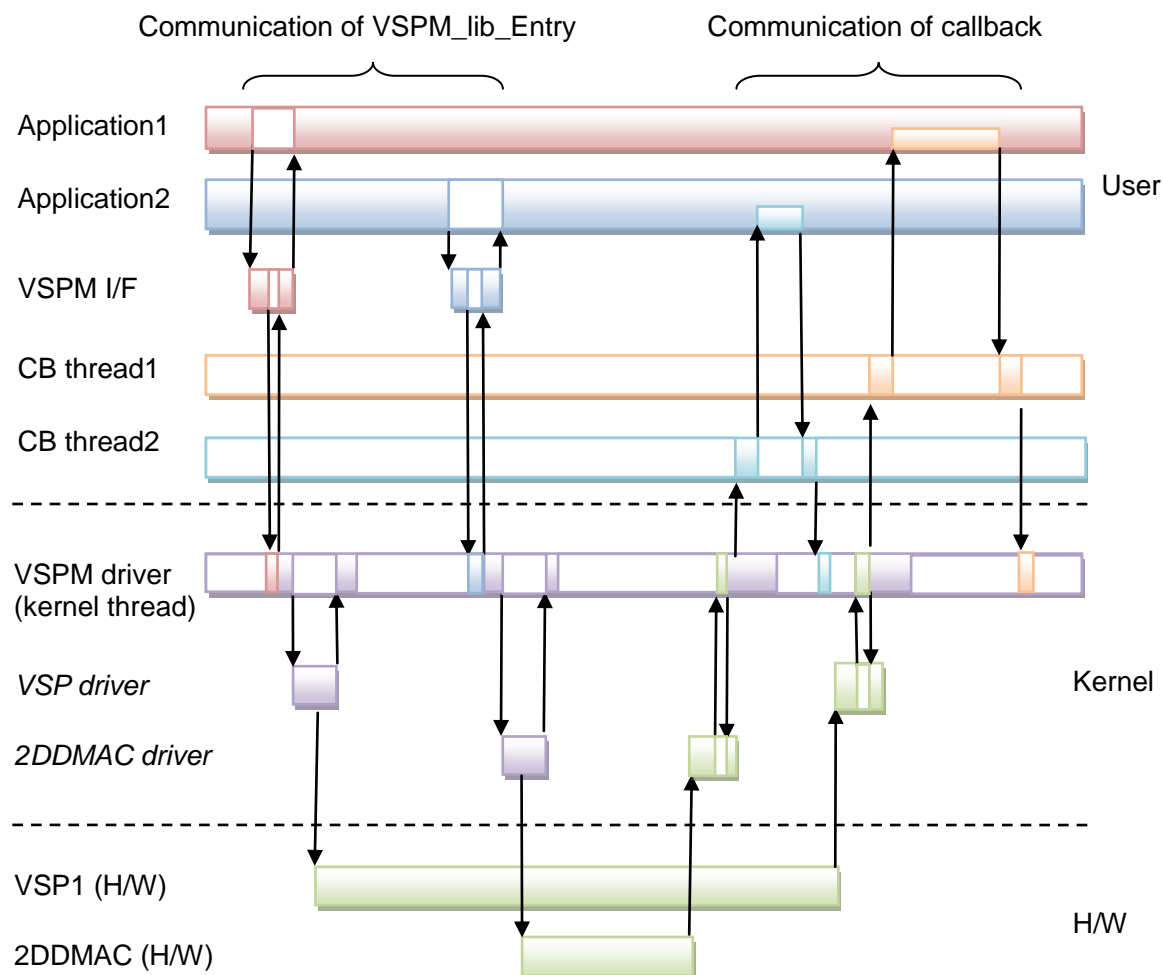 Communication of VSPM_lib_Entry
Communication of callback
Application1
Application2
User
VSPM I/F
CB thread1
CB thread2
VSPM driver
(kernel thread)
VSP driver
Kernel
2DDMAC driver
VSP1 (H/W)
H/W
2DDMAC (H/W)